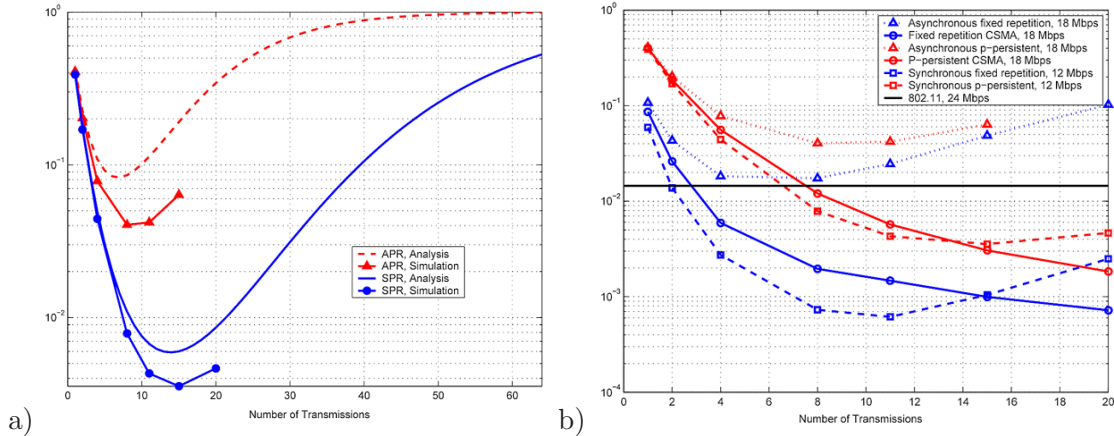 10^0
10^-1
10^-2
0
10
20
30
40
50
60
Number of Transmissions
APR, Analysis
APR, Simulation
SPR, Analysis
SPR, Simulation
a)
10^0
10^-1
10^-2
10^-3
10^-4
0
2
4
6
8
10
12
14
16
18
20
Number of Transmissions
Asynchronous fixed repetition, 18 Mbps
Fixed repetition CSMA, 18 Mbps
Asynchronous p-persistent, 18 Mbps
P-persistent CSMA, 18 Mbps
Synchronous fixed repetition, 12 Mbps
Synchronous p-persistent, 12 Mbps
802.11, 24 Mbps
b)